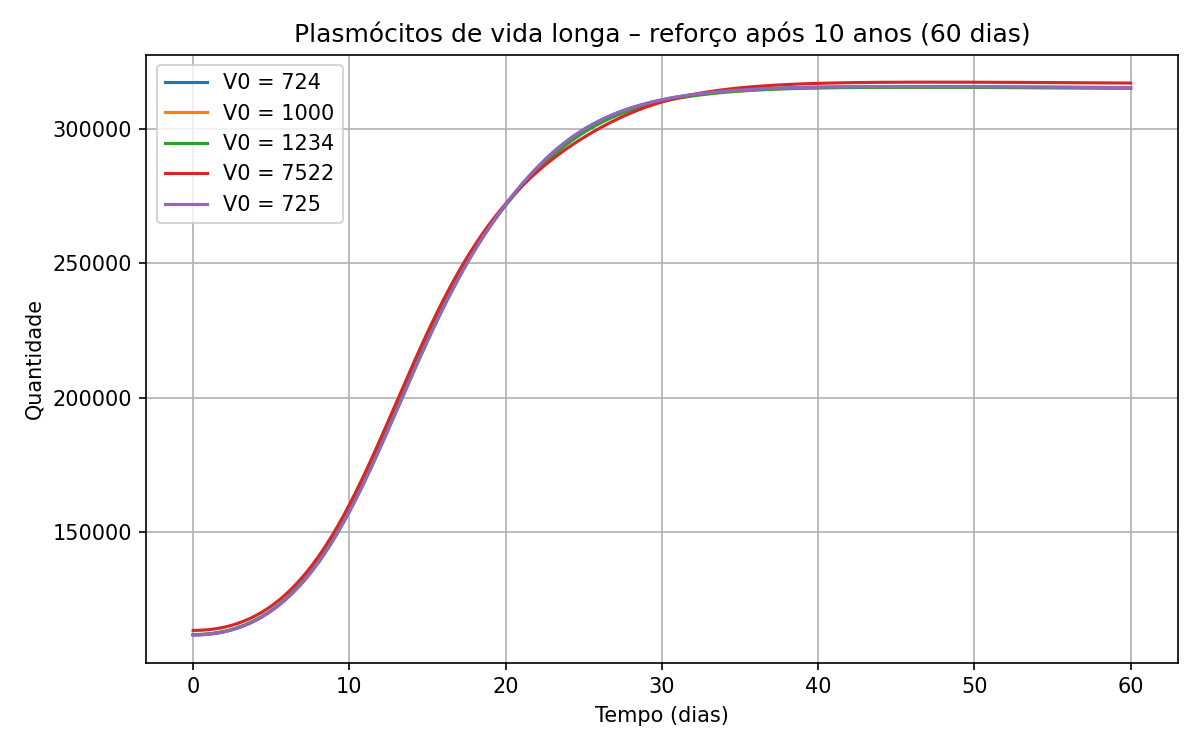 Plasmócitos de vida longa – reforço após 10 anos (60 dias)
V0 = 724
V0 = 1000
V0 = 1234
V0 = 7522
V0 = 725
300000
250000
200000
150000
Quantidade
0 10 20 30 40 50 60
Tempo (dias)